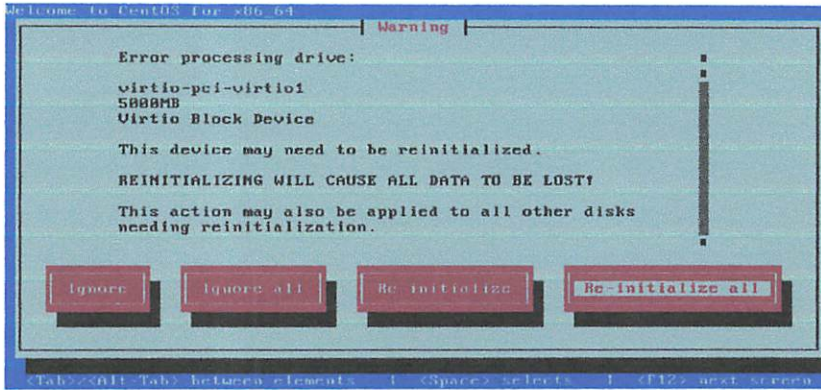 Welcome to CentOS for x86_64
Warning
Error processing drive:
virtio-pci-virtio1
5000MB
Virtio Block Device
This device may need to be reinitialized.
REINITIALIZING WILL CAUSE ALL DATA TO BE LOST!
This action may also be applied to all other disks
needing reinitialization.
Ignore Ignore all Re-initialize Re-initialize all
<Tab>/<Alt-Tab> between elements | <Space> selects | <F12> next screen